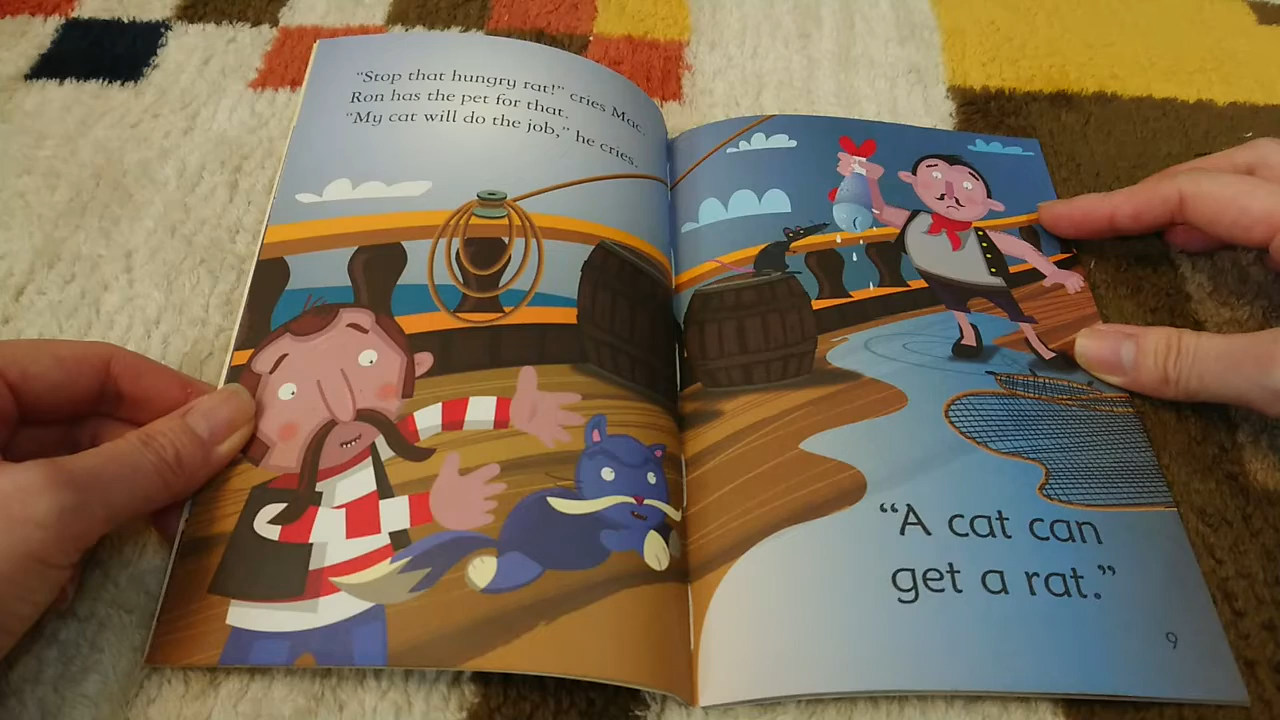 “Stop that hungry rat!” cries Mac.
Ron has the pet for that.
“My cat will do the job,” he cries.
“A cat can
get a rat.”
9